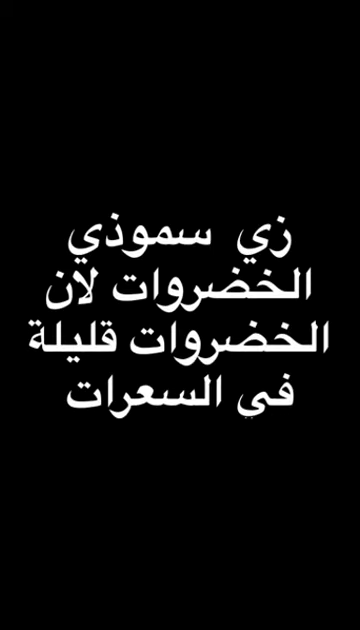 زي سموذي
الخضروات لان
الخضروات قليلة
في السعرات